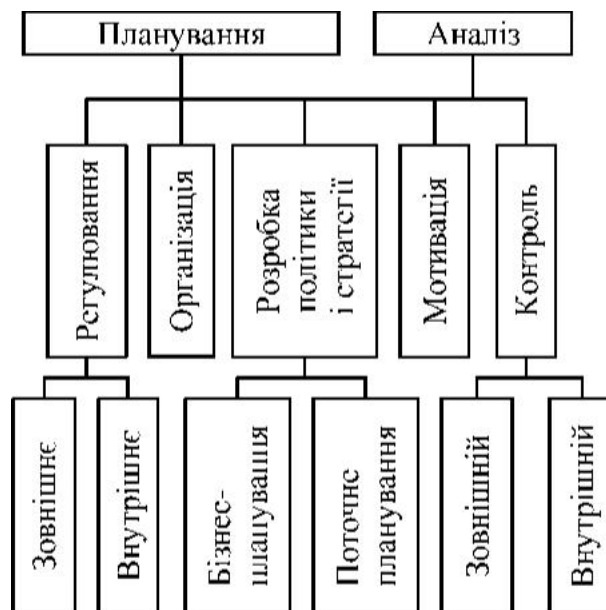 Планування
Аналіз
Регулювання
Організація
Розробка
політики
і стратегії
Мотивація
Контроль
Зовнішнє
Внутрішнє
Бізнес-
планування
Поточне
планування
Зовнішній
Внутрішній